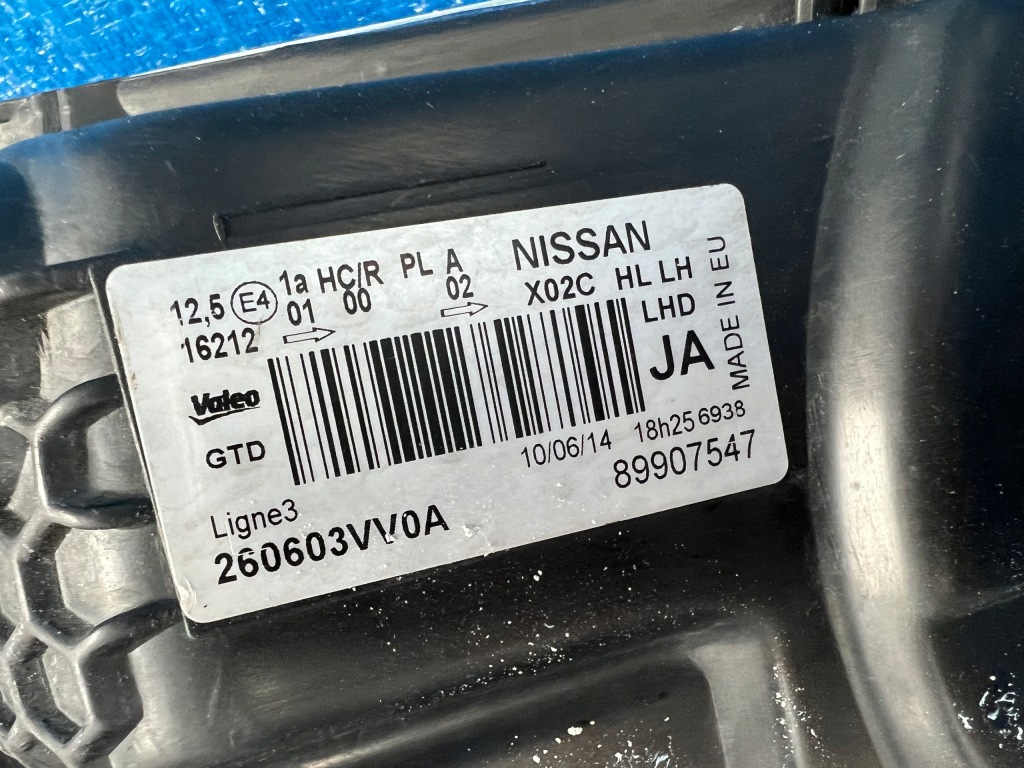 12,5 E4 1a HC/R PL A NISSAN
16212 01 00 02 X02C HL LH
LHD
JA
MADE IN EU
Valeo
GTD
10/06/14 18h25 6938
89907547
Ligne3
260603VV0A